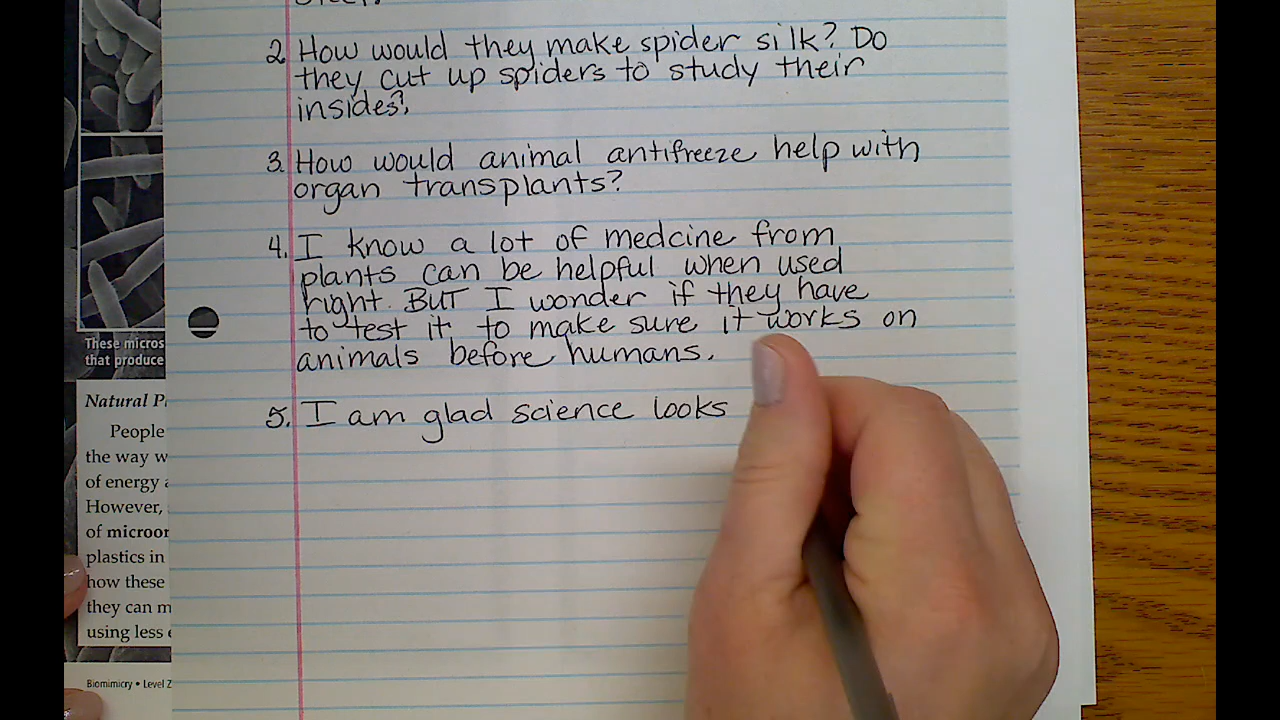 2. How would they make spider silk? Do
they cut up spiders to study their
insides?
3. How would animal antifreeze help with
organ transplants?
4. I know a lot of medcine from
plants can be helpful when used
right. BUT I wonder if they have
to test it to make sure it works on
animals before humans.
5. I am glad science looks
These micros
that produce
Natural P
People
the way w
of energy
However,
of microor
plastics in
how these
they can m
using less
Biomimicry • Level Z